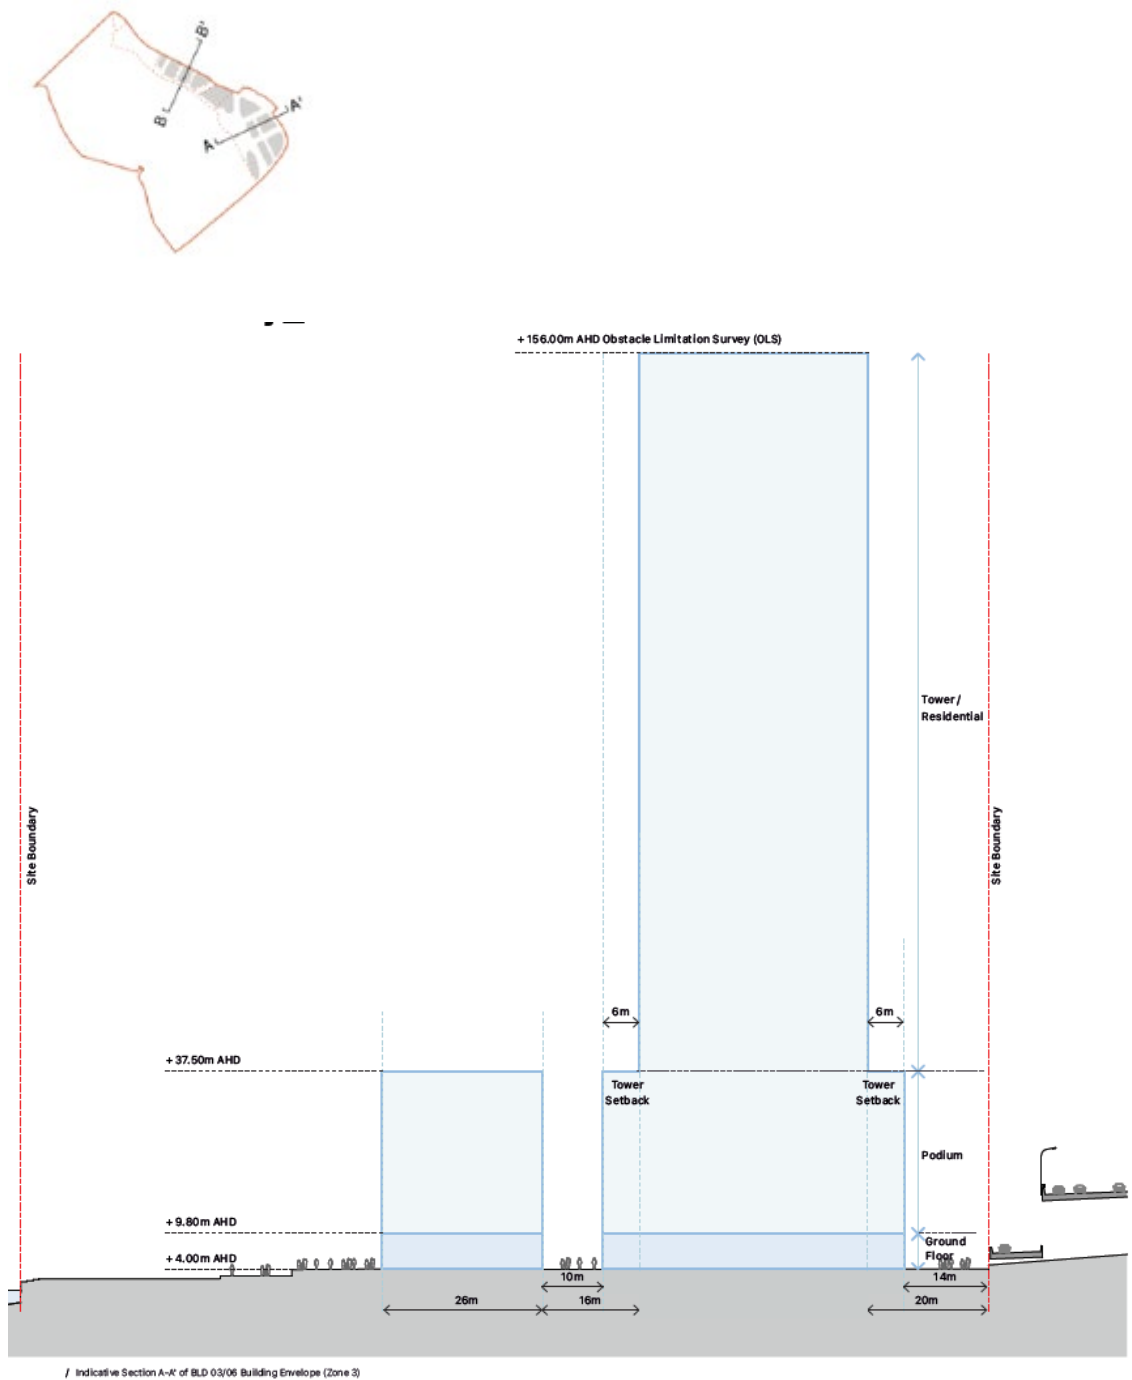 B'
B
A'
A
+ 156.00m AHD Obstacle Limitation Survey (OLS)
Tower /
Residential
Site Boundary
Site Boundary
6m
6m
+ 37.50m AHD
Tower
Setback
Tower
Setback
Podium
+ 9.80m AHD
Ground
Floor
+ 4.00m AHD
10m
14m
26m
16m
20m
/ Indicative Section A-A' of BLD 03/06 Building Envelope (Zone 3)